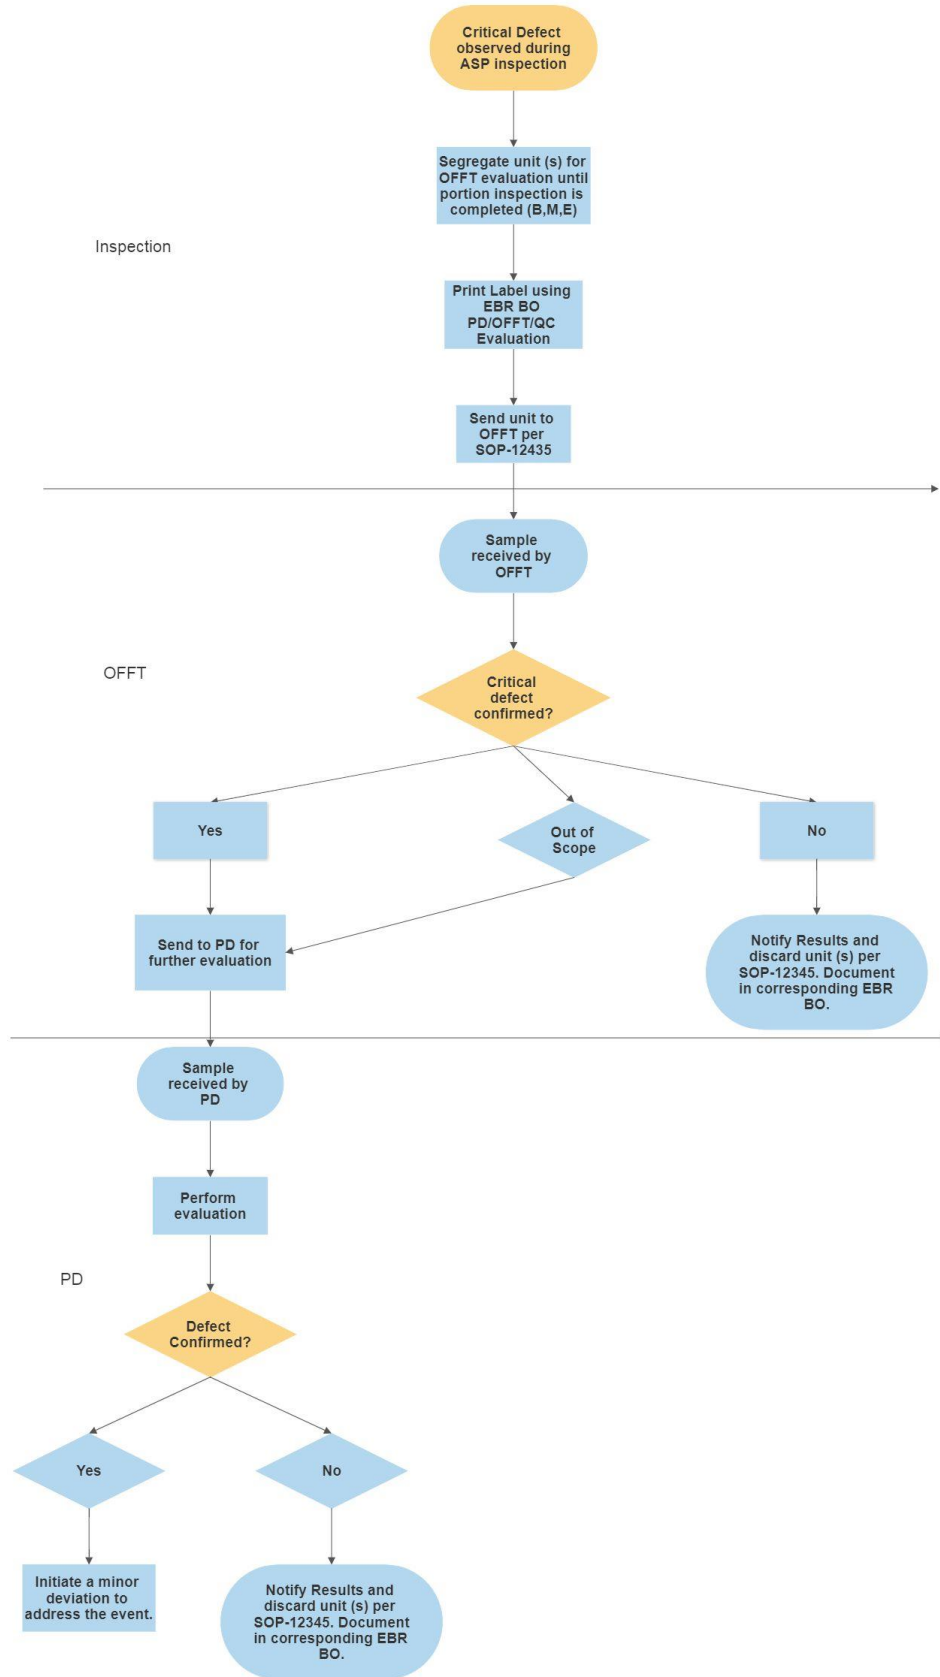 Critical Defect
observed during
ASP inspection
Segregate unit (s) for
OFFT evaluation until
portion inspection is
completed (B,M,E)
Inspection
Print Label using
EBR BO
PD/OFFT/QC
Evaluation
Send unit to
OFFT per
SOP-12435
Sample
received by
OFFT
OFFT
Critical
defect
confirmed?
Yes
Out of
Scope
No
Send to PD for
further evaluation
Notify Results and
discard unit (s) per
SOP-12345. Document
in corresponding EBR
BO.
Sample
received by
PD
Perform
evaluation
PD
Defect
Confirmed?
Yes
No
Initiate a minor
deviation to
address the event.
Notify Results and
discard unit (s) per
SOP-12345. Document
in corresponding EBR
BO.